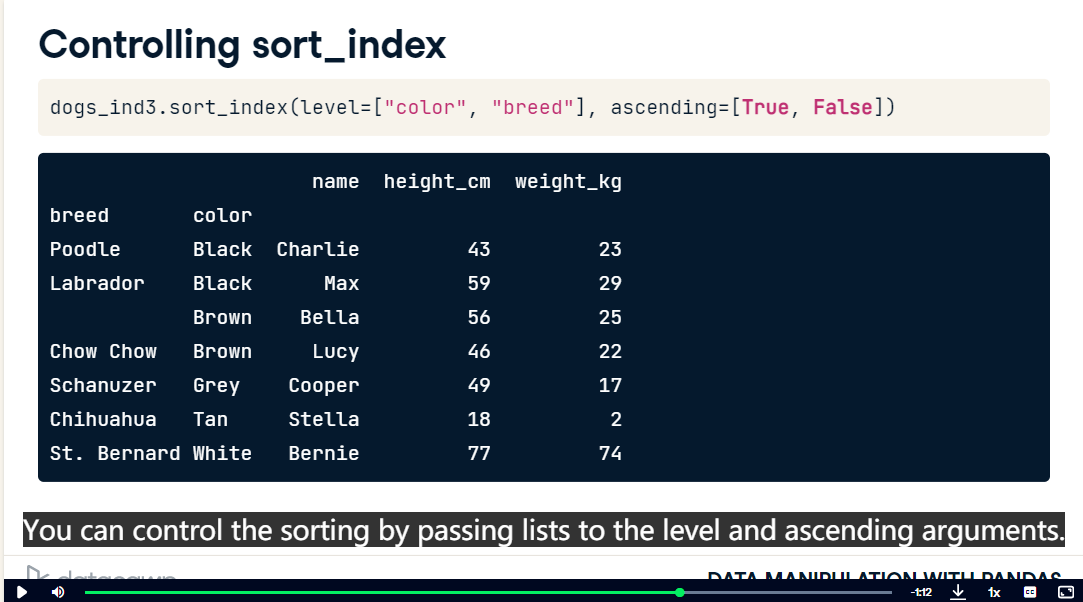 Controlling sort_index
dogs_ind3.sort_index(level=["color", "breed"], ascending=[True, False])
name height_cm weight_kg
breed color
Poodle Black Charlie 43 23
Labrador Black Max 59 29
Brown Bella 56 25
Chow Chow Brown Lucy 46 22
Schanuzer Grey Cooper 49 17
Chihuahua Tan Stella 18 2
St. Bernard White Bernie 77 74
You can control the sorting by passing lists to the level and ascending arguments.
datacamp DATA MANIPULATION WITH PANDAS
-1:12 1x CC